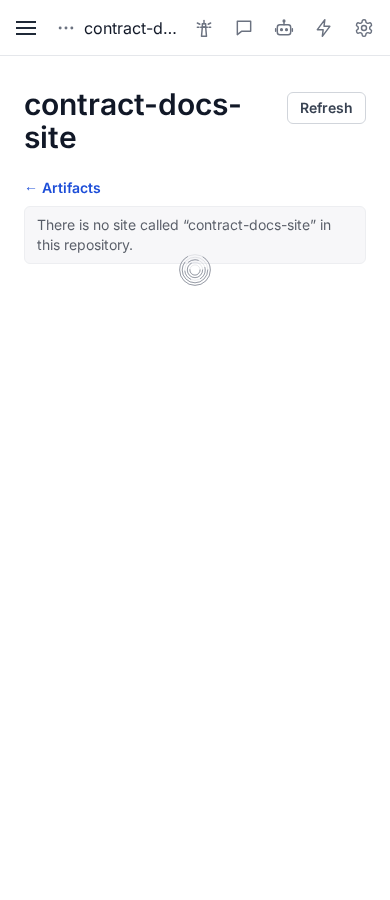 contract-d...
contract-docs-
site
Refresh
← Artifacts
There is no site called “contract-docs-site” in
this repository.